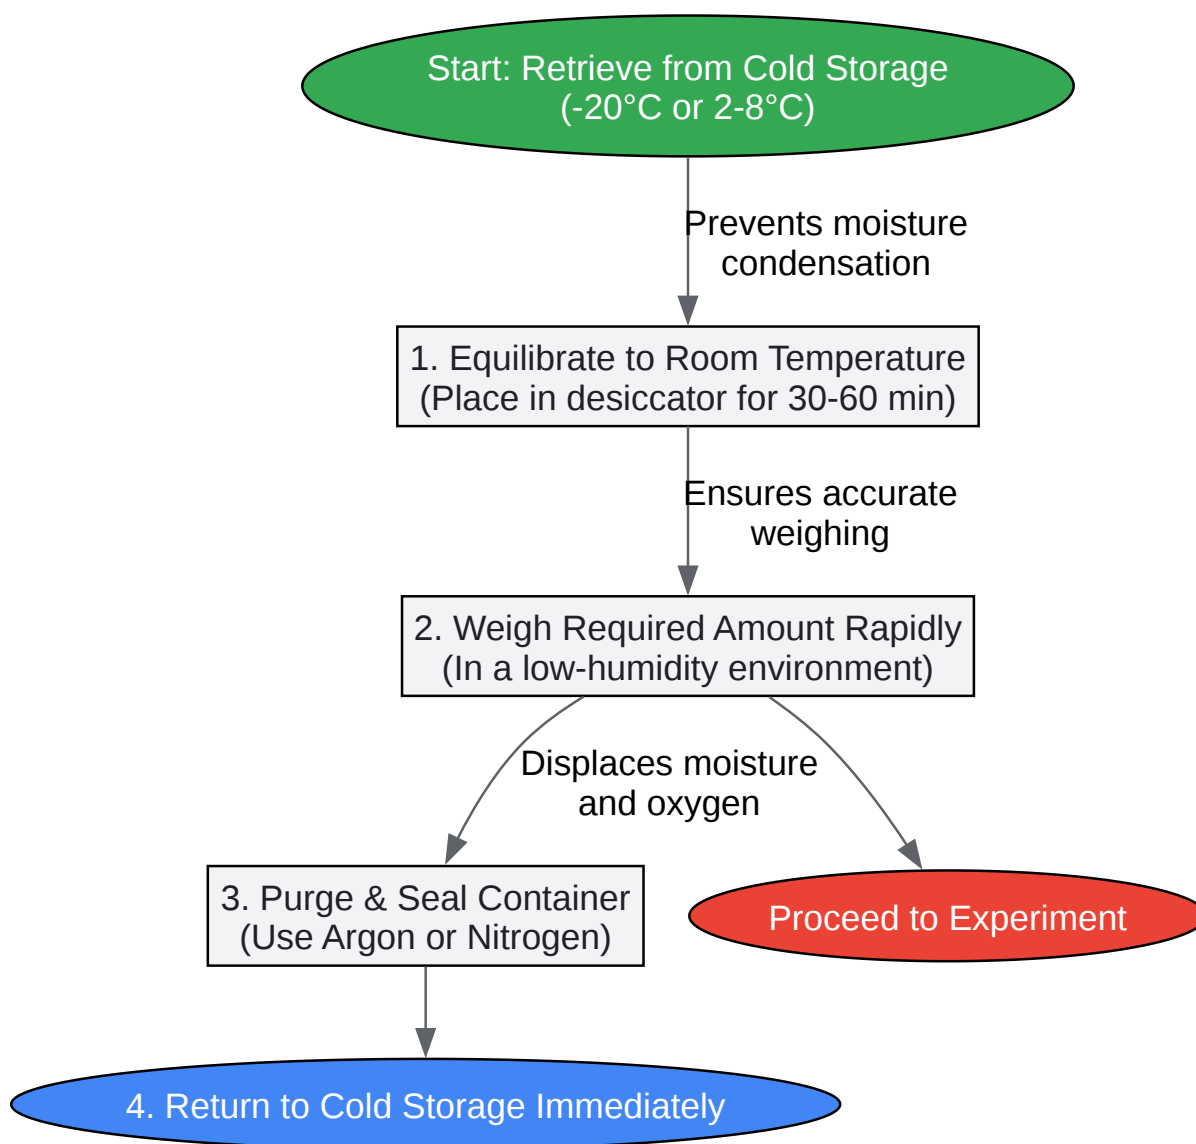 Start: Retrieve from Cold Storage
(-20°C or 2-8°C)
Prevents moisture
condensation
1. Equilibrate to Room Temperature
(Place in desiccator for 30-60 min)
Ensures accurate
weighing
2. Weigh Required Amount Rapidly
(In a low-humidity environment)
Displaces moisture
and oxygen
3. Purge & Seal Container
(Use Argon or Nitrogen)
Proceed to Experiment
4. Return to Cold Storage Immediately